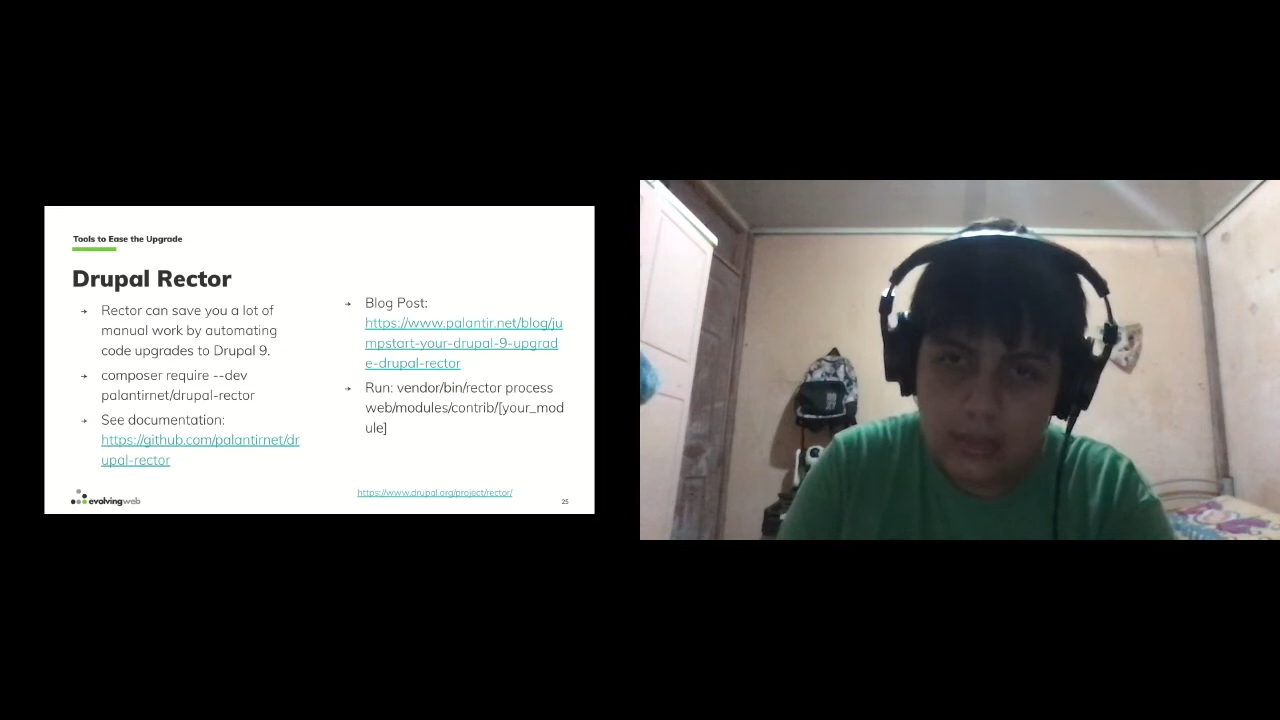 Tools to Ease the Upgrade
Drupal Rector
→ Rector can save you a lot of
manual work by automating
code upgrades to Drupal 9.
→ composer require --dev
palantirnet/drupal-rector
→ See documentation:
https://github.com/palantirnet/dr
upal-rector
→ Blog Post:
https://www.palantir.net/blog/ju
mpstart-your-drupal-9-upgrad
e-drupal-rector
→ Run: vendor/bin/rector process
web/modules/contrib/[your_mod
ule]
https://www.drupal.org/project/rector/
evolvingweb
25